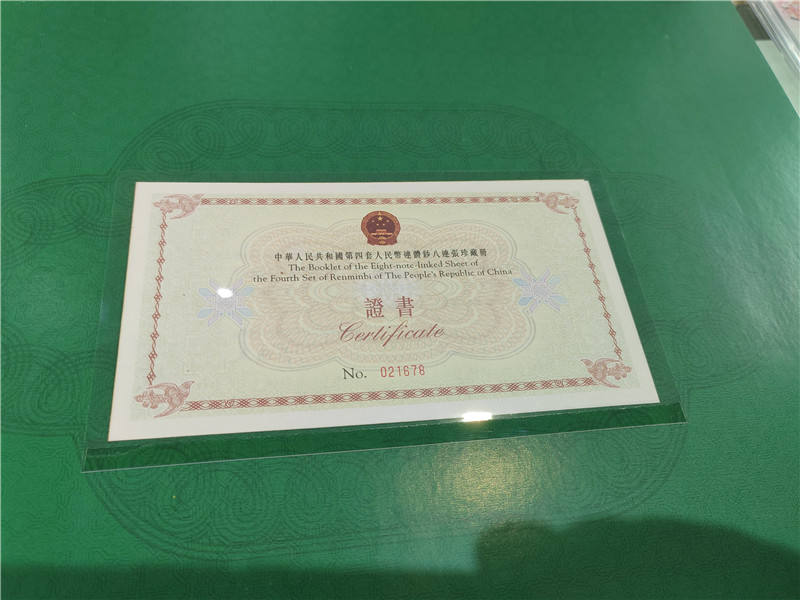 中華人民共和國第四套人民幣連體鈔八連張珍藏册
The Booklet of the Eight-note-linked Sheet of
the Fourth Set of Renminbi of The People's Republic of China
證書
Certificate
No. 021678